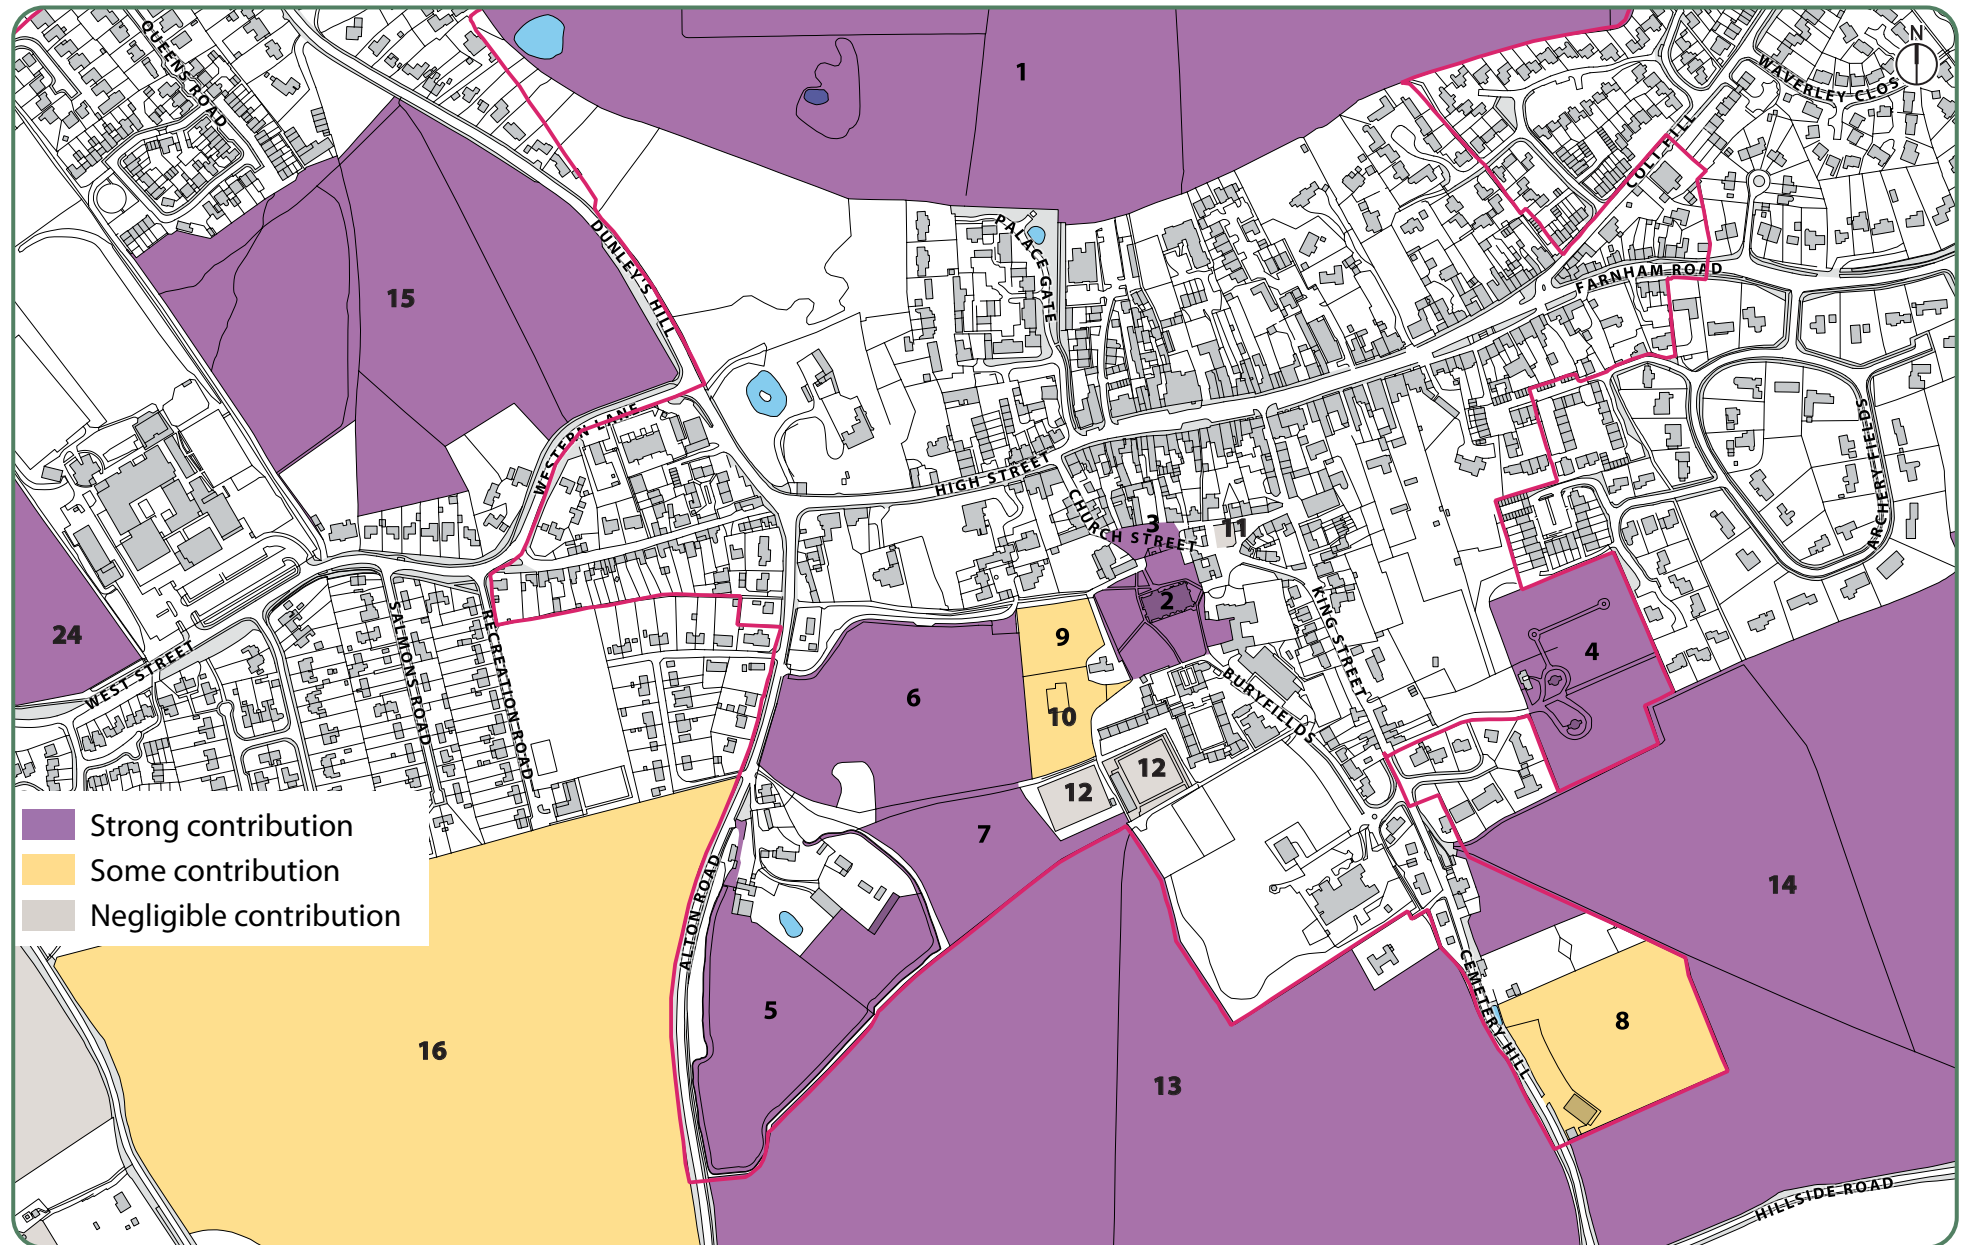 N
QUEENS ROAD
1
WAVERLEY CLOS
COLT HILL
PALACE GATE
DUNLEY'S HILL
FARNHAM ROAD
15
WESTERN LANE
HIGH STREET
ARCHERY FIELDS
CHURCH STREET
3
11
2
KING STREET
24
WEST STREET
SALMONS ROAD
RECREATION ROAD
9
4
6
10
BURYFIELDS
12
12
7
14
ALTON ROAD
5
CEMETERY HILL
8
16
13
HILLSIDE ROAD
Strong contribution
Some contribution
Negligible contribution